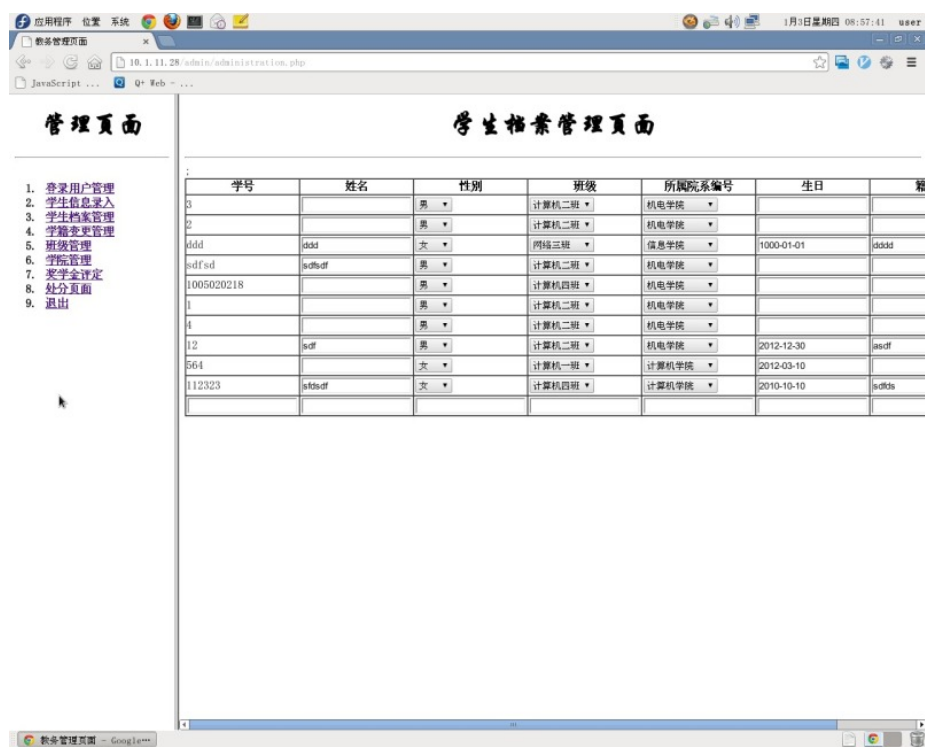 应用程序 位置 系统 1月3日星期四 08:57:41 user
教务管理页面
10.1.11.28/admin/administration.php
JavaScript ... Q+ Web - ...
管理页面
1. 登录用户管理
2. 学生信息录入
3. 学生档案管理
4. 学籍变更管理
5. 班级管理
6. 学院管理
7. 奖学金评定
8. 处分页面
9. 退出
学生档案管理页面
;
学号 姓名 性别 班级 所属院系编号 生日 籍
3 男 计算机二班 机电学院
2 男 计算机二班 机电学院
ddd ddd 女 网络三班 信息学院 1000-01-01 dddd
sdfsd sdfsdf 男 计算机二班 机电学院
1005020218 男 计算机四班 机电学院
1 男 计算机二班 机电学院
4 男 计算机二班 机电学院
12 sdf 男 计算机二班 机电学院 2012-12-30 asdf
564 女 计算机一班 计算机学院 2012-03-10
112323 sfdsdf 女 计算机四班 计算机学院 2010-10-10 sdfds
教务管理页面 - Google…